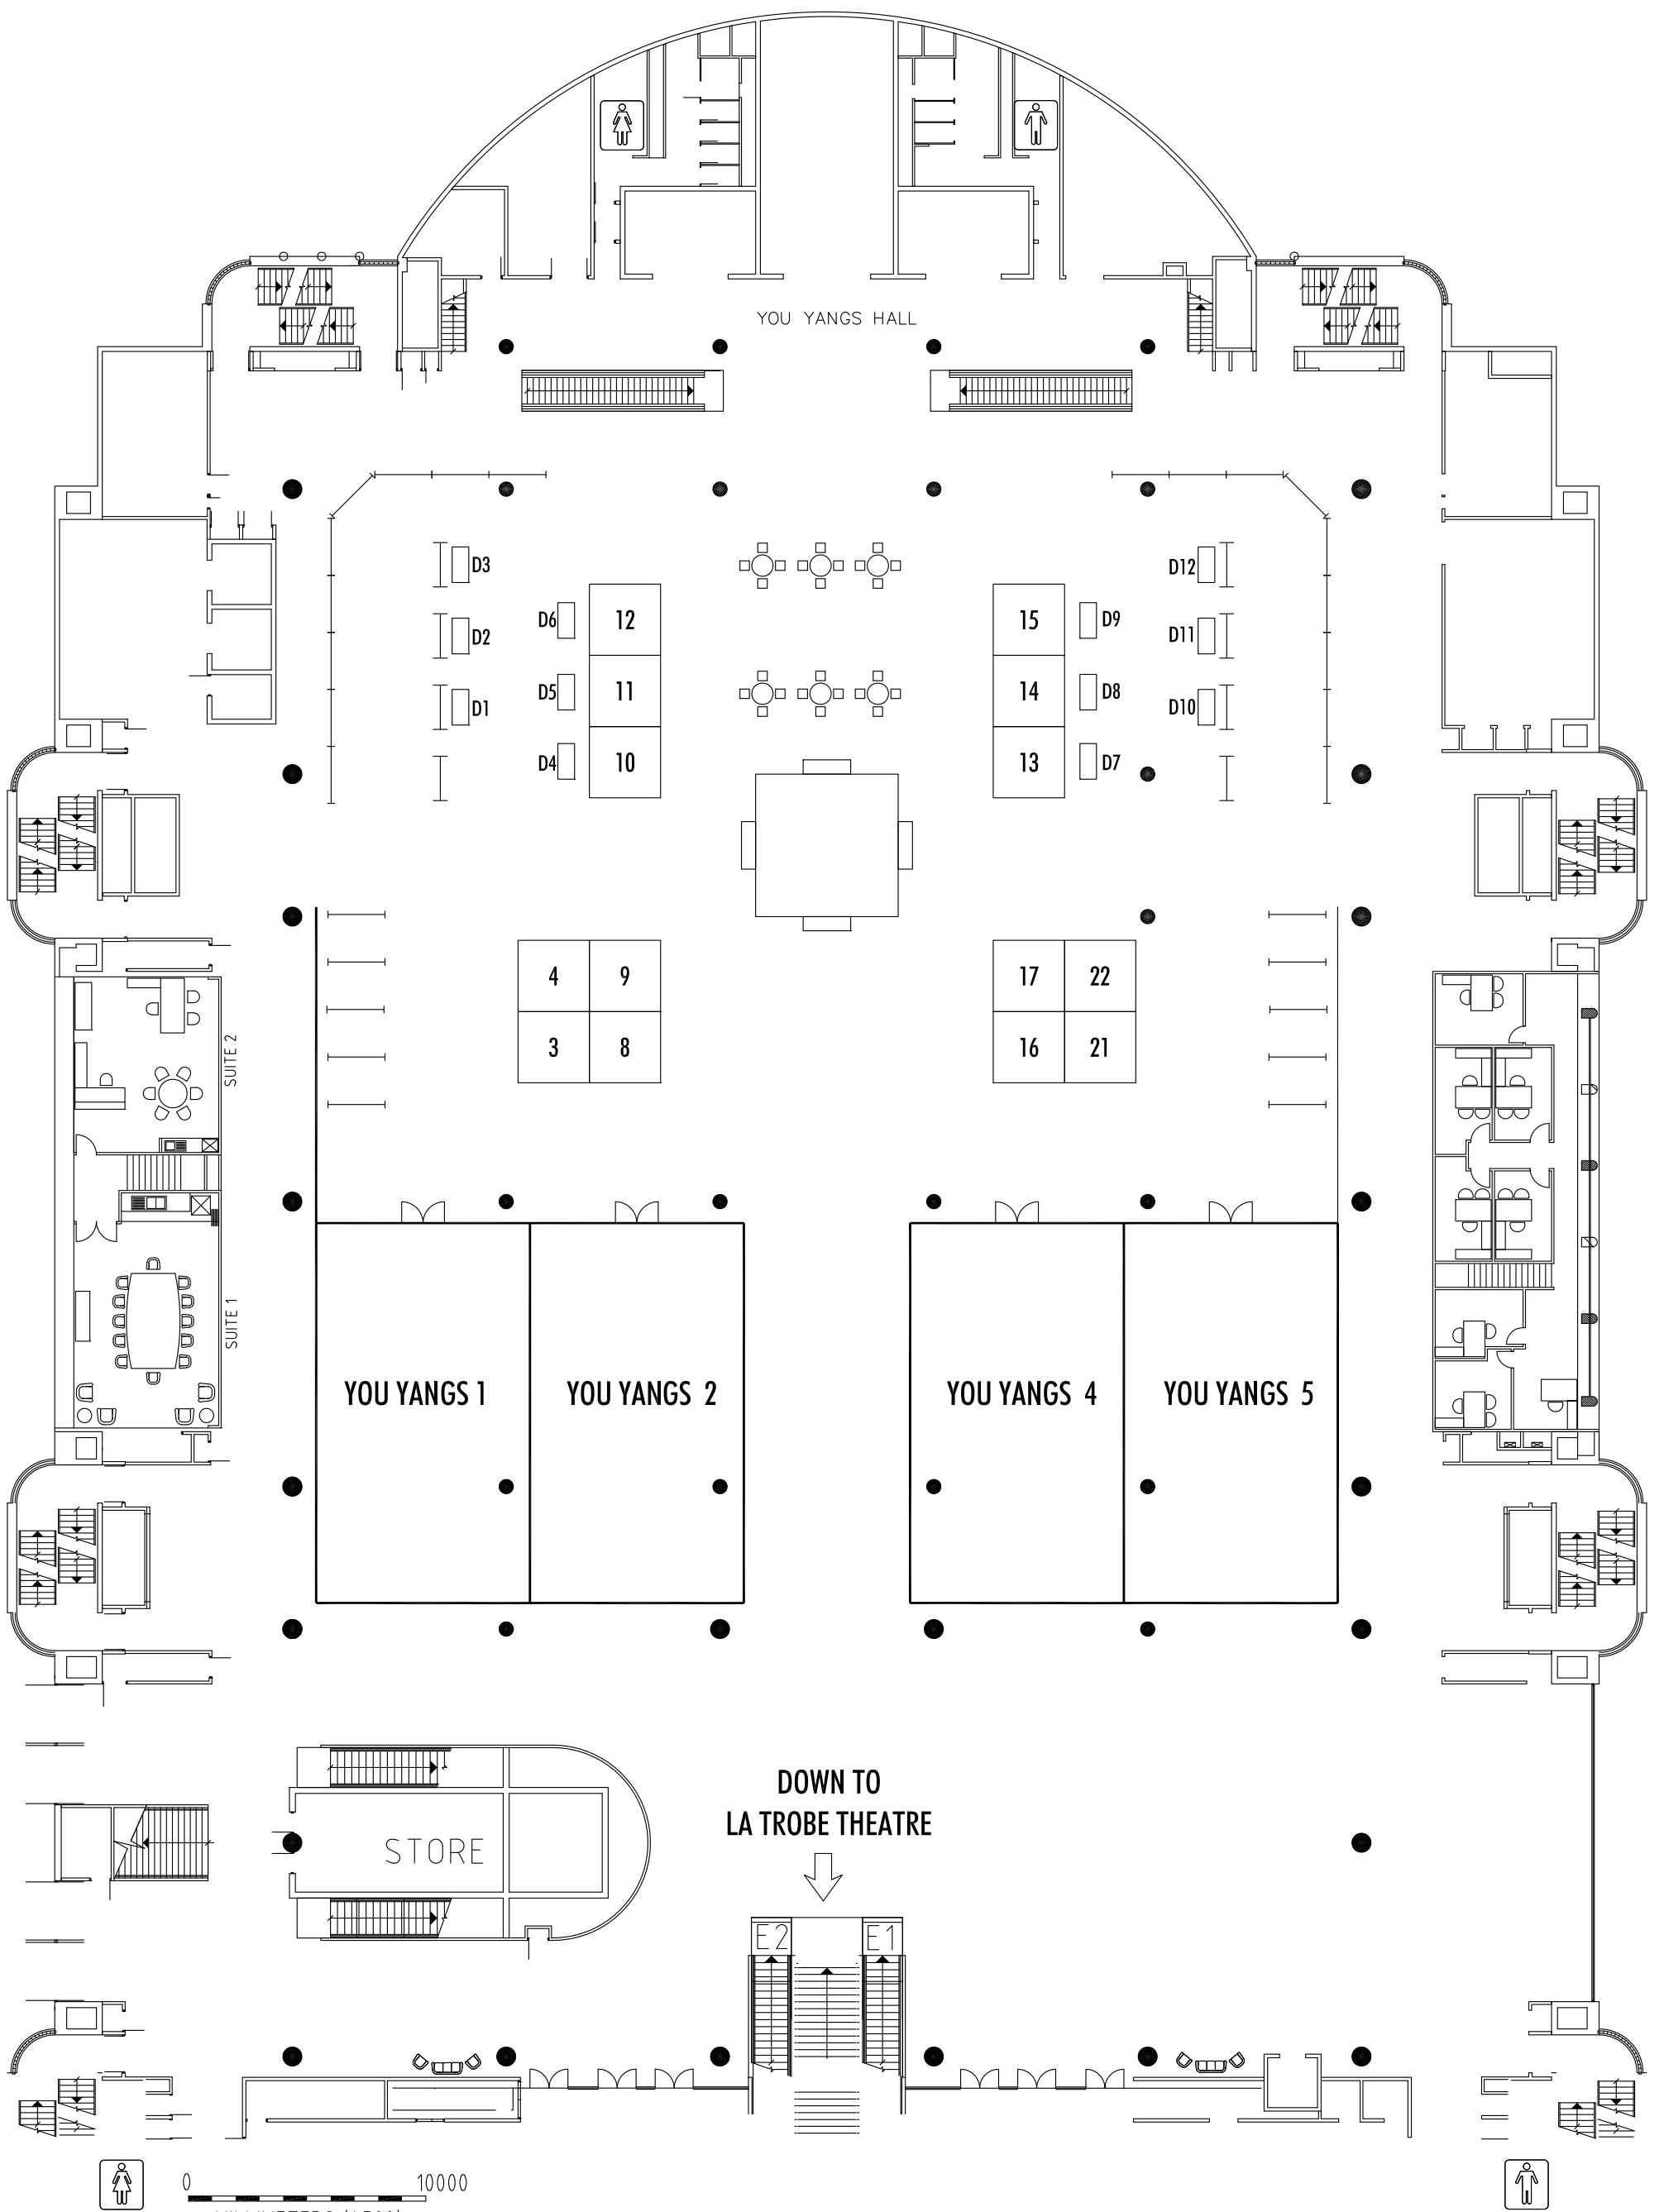 YOU YANGS HALL
D3
D12
D6
12
15
D9
D2
D11
D5
11
14
D8
D1
D10
D4
10
13
D7
4
9
17
22
3
8
16
21
SUITE 2
SUITE 1
YOU YANGS 1
YOU YANGS 2
YOU YANGS 4
YOU YANGS 5
DOWN TO
LA TROBE THEATRE
STORE
E2
E1
0
10000